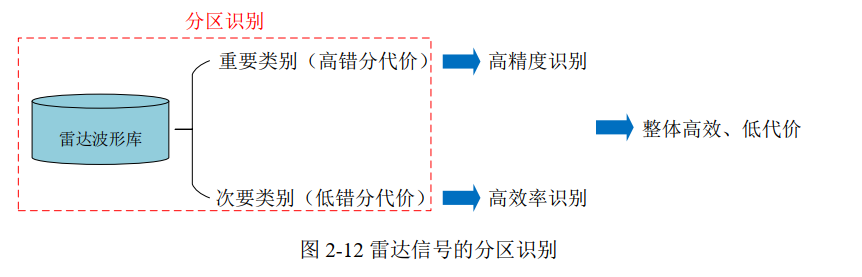 分区识别
重要类别（高错分代价）
高精度识别
雷达波形库
整体高效、低代价
次要类别（低错分代价）
高效率识别
图 2-12 雷达信号的分区识别